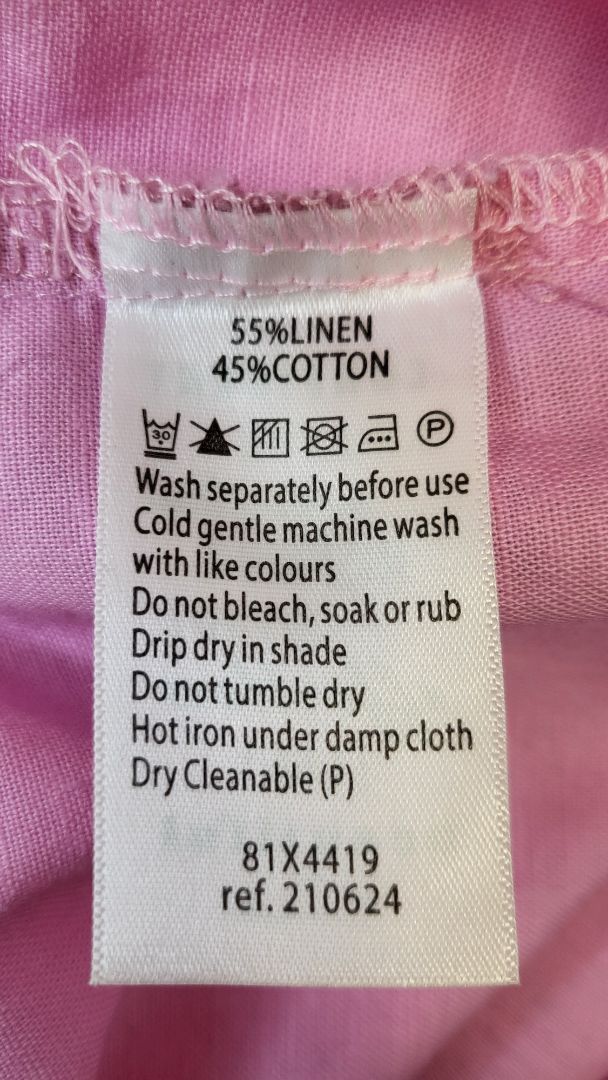 55%LINEN
45%COTTON
30 P
Wash separately before use
Cold gentle machine wash
with like colours
Do not bleach, soak or rub
Drip dry in shade
Do not tumble dry
Hot iron under damp cloth
Dry Cleanable (P)
81X4419
ref. 210624